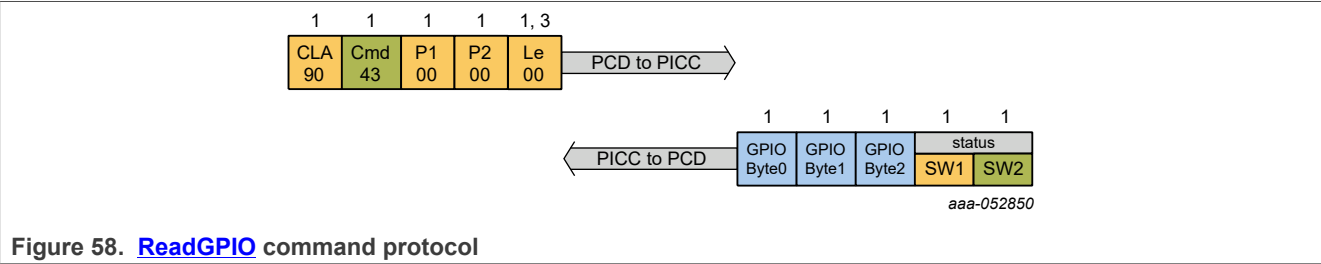 1 1 1 1 1, 3
CLA Cmd P1 P2 Le
90 43 00 00 00
PCD to PICC
1 1 1 1 1
PICC to PCD
GPIO GPIO GPIO status
Byte0 Byte1 Byte2 SW1 SW2
aaa-052850
Figure 58. ReadGPIO command protocol